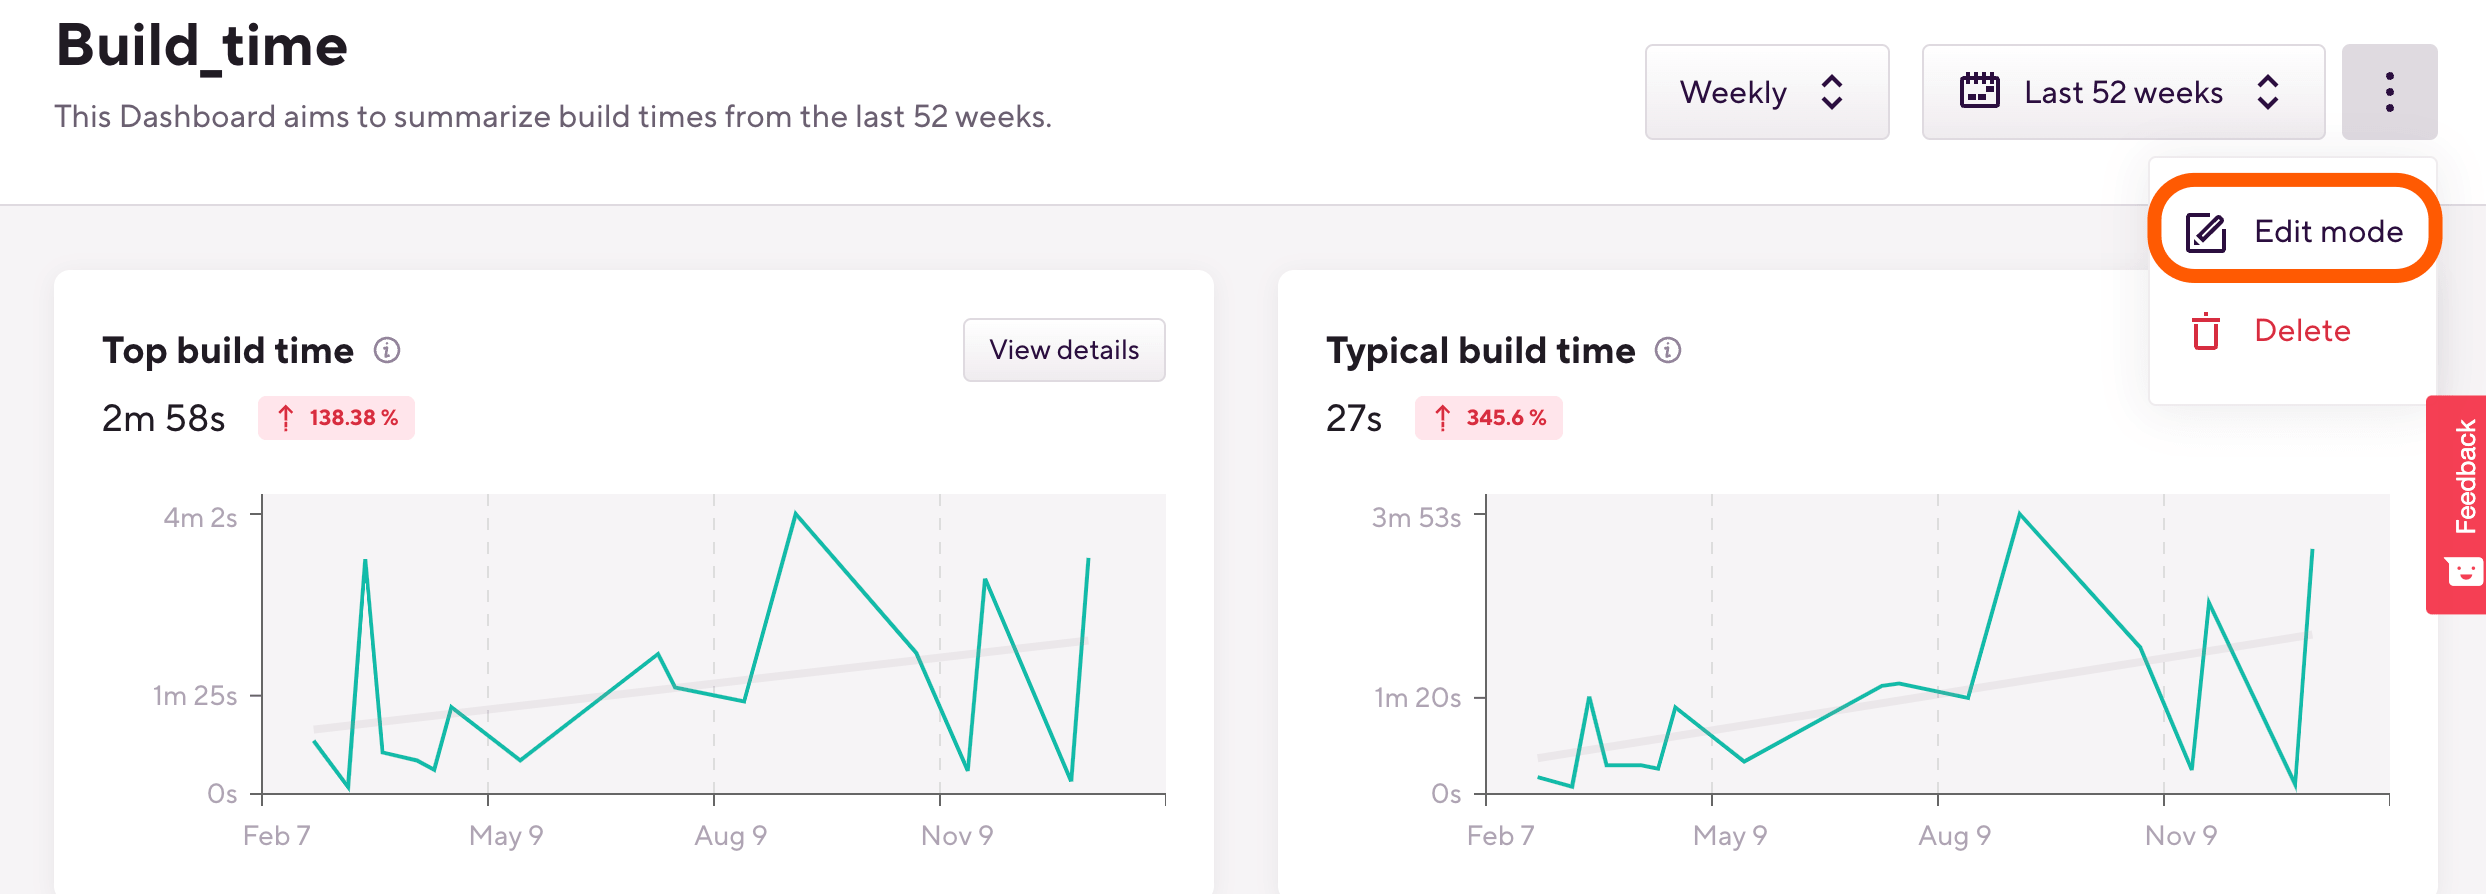 Build_time
This Dashboard aims to summarize build times from the last 52 weeks.
Weekly
Last 52 weeks
Edit mode
Delete
Top build time
View details
2m 58s
138.38 %
4m 2s
1m 25s
0s
Feb 7
May 9
Aug 9
Nov 9
Typical build time
27s
345.6 %
3m 53s
1m 20s
0s
Feb 7
May 9
Aug 9
Nov 9
Feedback